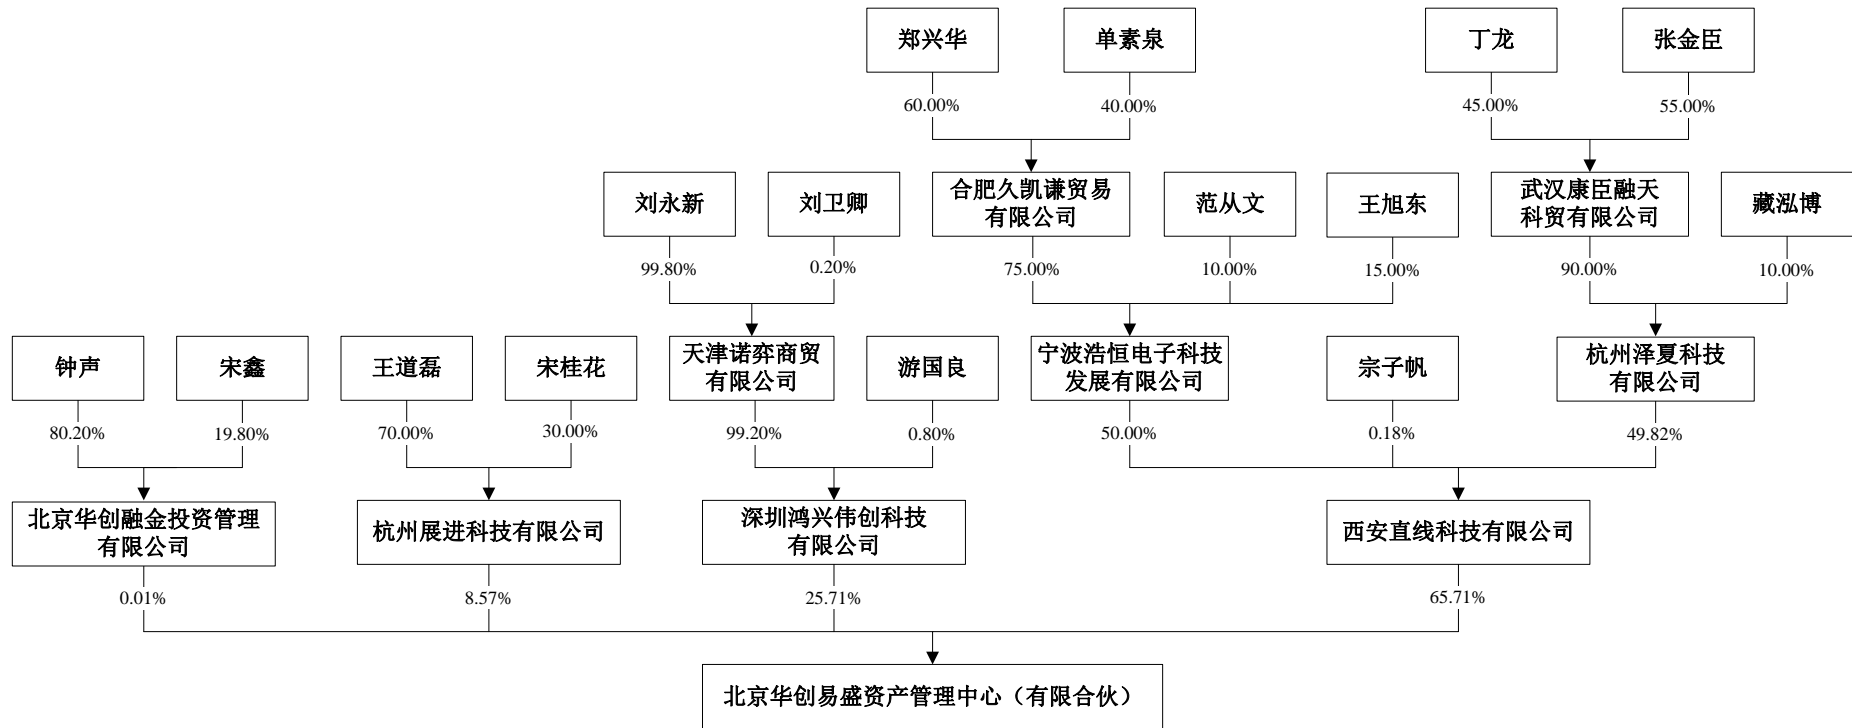 郑兴华
单素泉
丁龙
张金臣
60.00%
40.00%
45.00%
55.00%
刘永新
刘卫卿
合肥久凯谦贸易
有限公司
范从文
王旭东
武汉康臣融天
科贸有限公司
藏泓博
99.80%
0.20%
75.00%
10.00%
15.00%
90.00%
10.00%
钟声
宋鑫
王道磊
宋桂花
天津诺弈商贸
有限公司
游国良
宁波浩恒电子科技
发展有限公司
宗子帆
杭州泽夏科技
有限公司
80.20%
19.80%
70.00%
30.00%
99.20%
0.80%
50.00%
0.18%
49.82%
北京华创融金投资管理
有限公司
杭州展进科技有限公司
深圳鸿兴伟创科技
有限公司
西安直线科技有限公司
0.01%
8.57%
25.71%
65.71%
北京华创易盛资产管理中心（有限合伙）